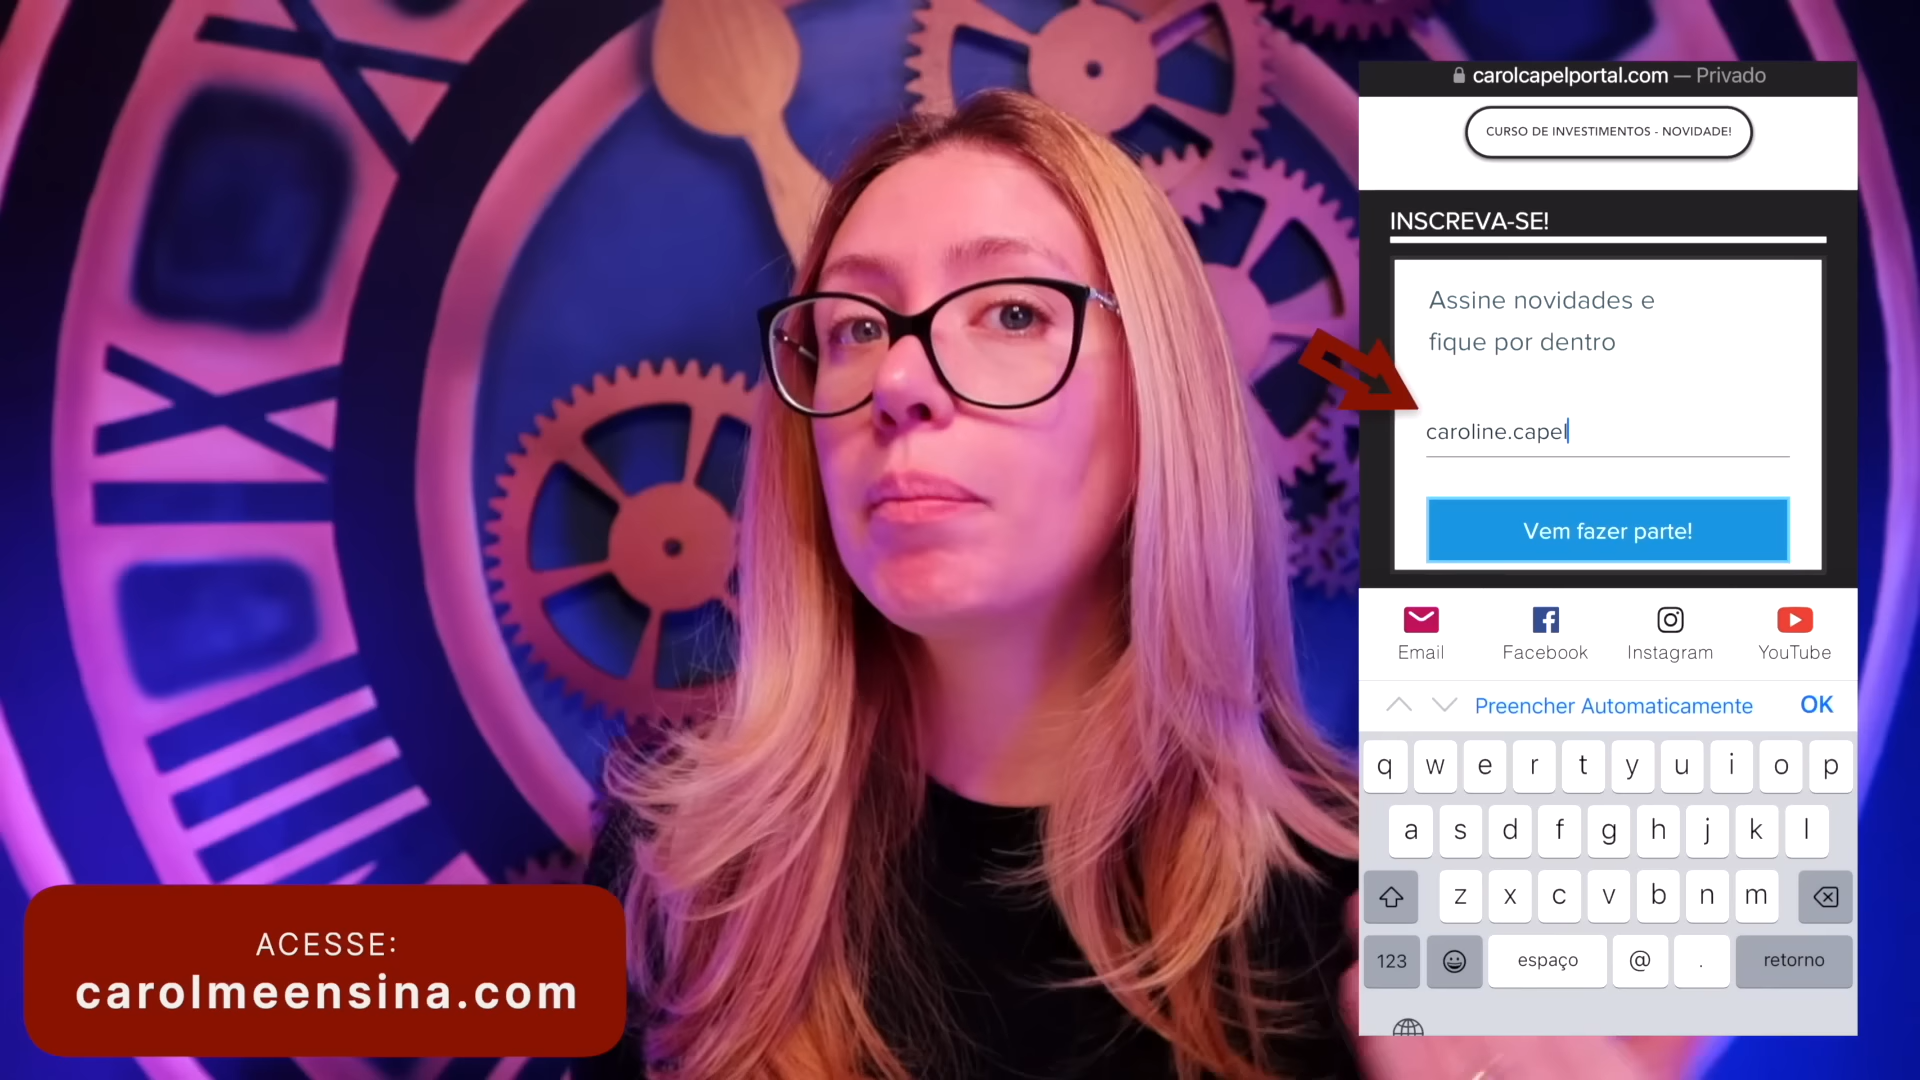 carolcapelportal.com — Privado
CURSO DE INVESTIMENTOS - NOVIDADE!
INSCREVA-SE!
Assine novidades e
fique por dentro
caroline.capel
Vem fazer parte!
Email Facebook Instagram YouTube
Preencher Automaticamente OK
q w e r t y u i o p
a s d f g h j k l
z x c v b n m
123 espaço @ . retorno
ACESSE:
carolmeensina.com
IX